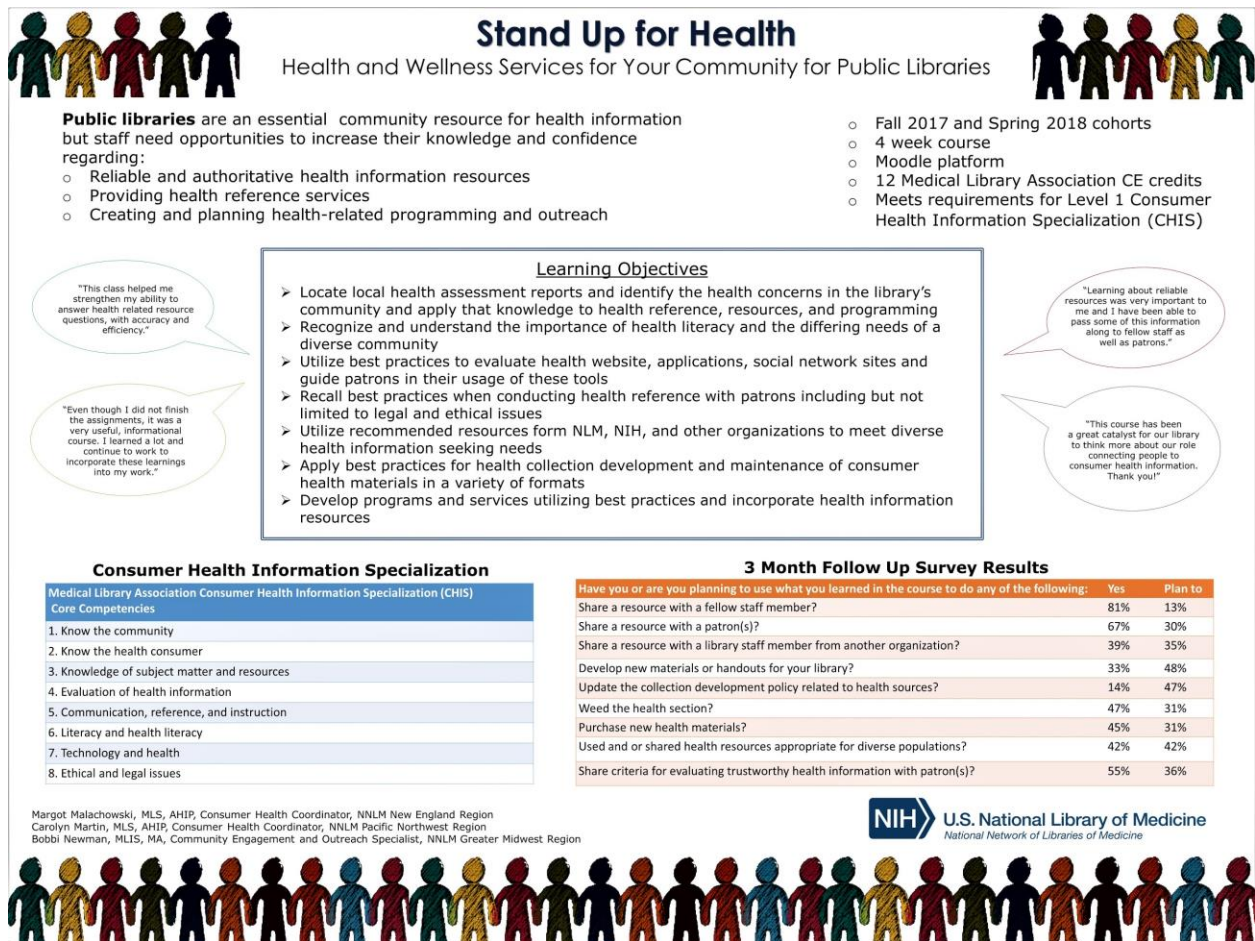 Stand Up for Health
Health and Wellness Services for Your Community for Public Libraries
Public libraries are an essential community resource for health information
but staff need opportunities to increase their knowledge and confidence
regarding:
o Reliable and authoritative health information resources
o Providing health reference services
o Creating and planning health-related programming and outreach
o Fall 2017 and Spring 2018 cohorts
o 4 week course
o Moodle platform
o 12 Medical Library Association CE credits
o Meets requirements for Level 1 Consumer
Health Information Specialization (CHIS)
"This class helped me
strengthen my ability to
answer health related resource
questions, with accuracy and
efficiency."
"Even though I did not finish
the assignments, it was a
very useful, informational
course. I learned a lot and
continue to work to
incorporate these learnings
into my work."
Learning Objectives
➢ Locate local health assessment reports and identify the health concerns in the library's
community and apply that knowledge to health reference, resources, and programming
➢ Recognize and understand the importance of health literacy and the differing needs of a
diverse community
➢ Utilize best practices to evaluate health website, applications, social network sites and
guide patrons in their usage of these tools
➢ Recall best practices when conducting health reference with patrons including but not
limited to legal and ethical issues
➢ Utilize recommended resources form NLM, NIH, and other organizations to meet diverse
health information seeking needs
➢ Apply best practices for health collection development and maintenance of consumer
health materials in a variety of formats
➢ Develop programs and services utilizing best practices and incorporate health information
resources
"Learning about reliable
resources was very important to
me and I have been able to
pass some of this information
along to fellow staff as
well as patrons."
"This course has been
a great catalyst for our library
to think more about our role
connecting people to
consumer health information.
Thank you!"
Consumer Health Information Specialization
Medical Library Association Consumer Health Information Specialization (CHIS)
Core Competencies
1. Know the community
2. Know the health consumer
3. Knowledge of subject matter and resources
4. Evaluation of health information
5. Communication, reference, and instruction
6. Literacy and health literacy
7. Technology and health
8. Ethical and legal issues
3 Month Follow Up Survey Results
Have you or are you planning to use what you learned in the course to do any of the following: Yes Plan to
Share a resource with a fellow staff member? 81% 13%
Share a resource with a patron(s)? 67% 30%
Share a resource with a library staff member from another organization? 39% 35%
Develop new materials or handouts for your library? 33% 48%
Update the collection development policy related to health sources? 14% 47%
Weed the health section? 47% 31%
Purchase new health materials? 45% 31%
Used and or shared health resources appropriate for diverse populations? 42% 42%
Share criteria for evaluating trustworthy health information with patron(s)? 55% 36%
Margot Malachowski, MLS, AHIP, Consumer Health Coordinator, NNLM New England Region
Carolyn Martin, MLS, AHIP, Consumer Health Coordinator, NNLM Pacific Northwest Region
Bobbi Newman, MLIS, MA, Community Engagement and Outreach Specialist, NNLM Greater Midwest Region
NIH U.S. National Library of Medicine
National Network of Libraries of Medicine